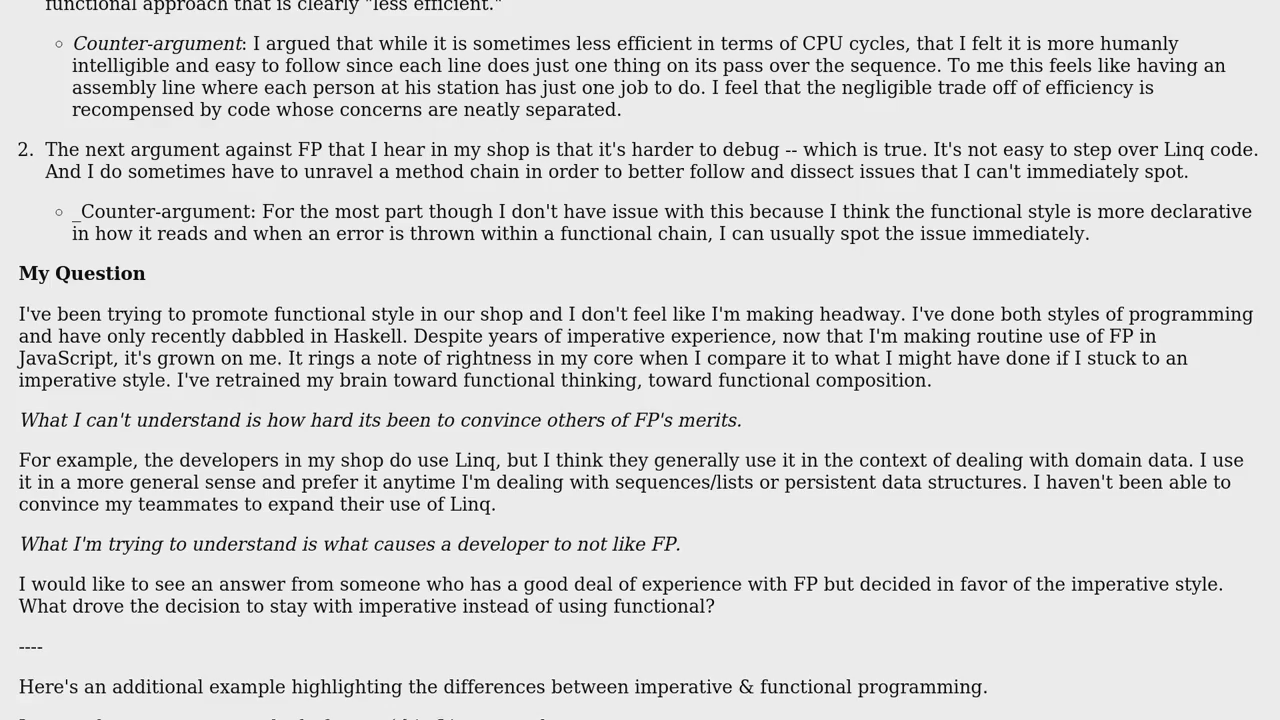 functional approach that is clearly "less efficient."
Counter-argument: I argued that while it is sometimes less efficient in terms of CPU cycles, that I felt it is more humanly
intelligible and easy to follow since each line does just one thing on its pass over the sequence. To me this feels like having an
assembly line where each person at his station has just one job to do. I feel that the negligible trade off of efficiency is
recompensed by code whose concerns are neatly separated.
2. The next argument against FP that I hear in my shop is that it's harder to debug -- which is true. It's not easy to step over Linq code.
And I do sometimes have to unravel a method chain in order to better follow and dissect issues that I can't immediately spot.
_Counter-argument: For the most part though I don't have issue with this because I think the functional style is more declarative
in how it reads and when an error is thrown within a functional chain, I can usually spot the issue immediately.
My Question
I've been trying to promote functional style in our shop and I don't feel like I'm making headway. I've done both styles of programming
and have only recently dabbled in Haskell. Despite years of imperative experience, now that I'm making routine use of FP in
JavaScript, it's grown on me. It rings a note of rightness in my core when I compare it to what I might have done if I stuck to an
imperative style. I've retrained my brain toward functional thinking, toward functional composition.
What I can't understand is how hard its been to convince others of FP's merits.
For example, the developers in my shop do use Linq, but I think they generally use it in the context of dealing with domain data. I use
it in a more general sense and prefer it anytime I'm dealing with sequences/lists or persistent data structures. I haven't been able to
convince my teammates to expand their use of Linq.
What I'm trying to understand is what causes a developer to not like FP.
I would like to see an answer from someone who has a good deal of experience with FP but decided in favor of the imperative style.
What drove the decision to stay with imperative instead of using functional?
----
Here's an additional example highlighting the differences between imperative & functional programming.